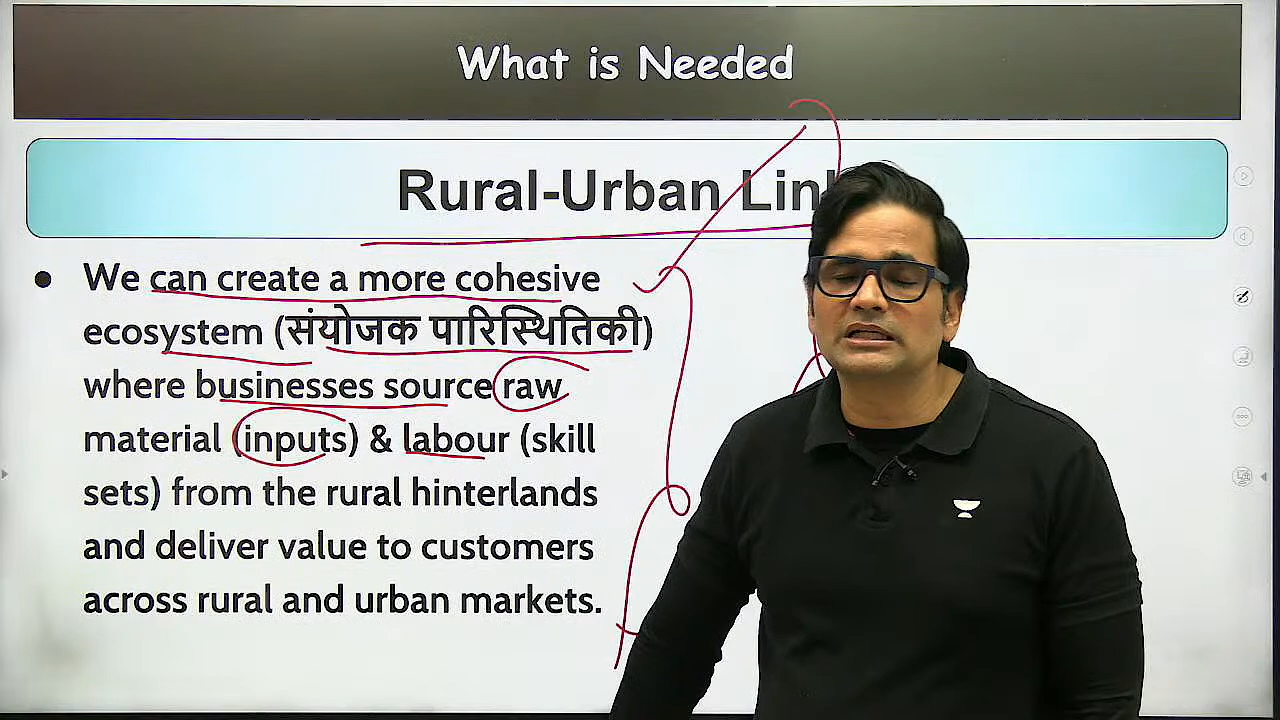 What is Needed
Rural-Urban Lin
● We can create a more cohesive
ecosystem (संयोजक पारिस्थितिकी)
where businesses source raw
material (inputs) & labour (skill
sets) from the rural hinterlands
and deliver value to customers
across rural and urban markets.